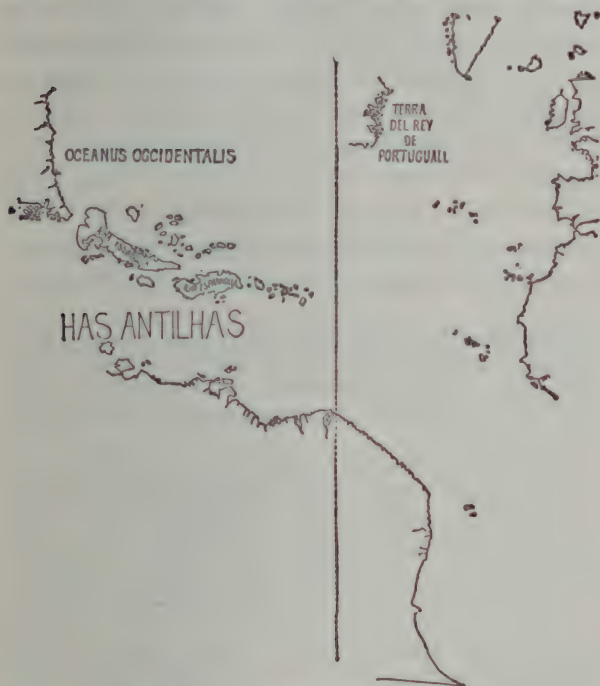 OCEANUS OCCIDENTALIS
TERRA
DEL REY
DE
PORTUGUALL
HAS ANTILHAS